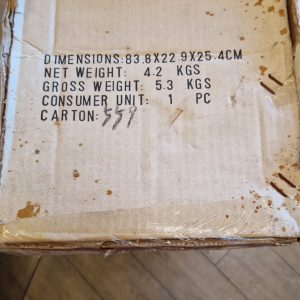 DIMENSIONS:83.8X22.9X25.4CM
NET WEIGHT: 4.2 KGS
GROSS WEIGHT: 5.3 KGS
CONSUMER UNIT: 1 PC
CARTON: 559